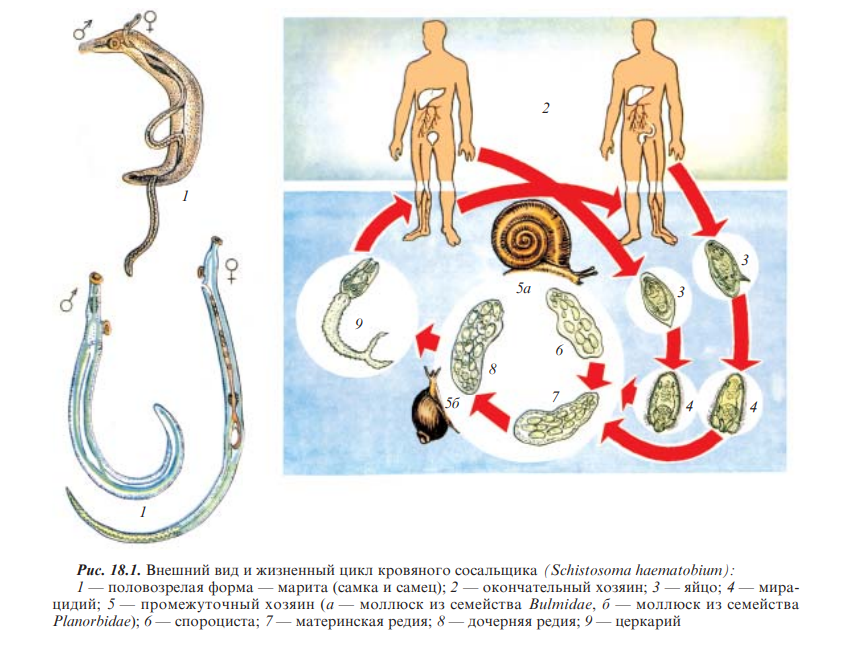 ♂ ♀
1
2
3
3
♂ ♀
5а
9
6
8
7
5б
4
4
1
Рис. 18.1. Внешний вид и жизненный цикл кровяного сосальщика (Schistosoma haematobium):
1 — половозрелая форма — марита (самка и самец); 2 — окончательный хозяин; 3 — яйцо; 4 — мира-
цидий; 5 — промежуточный хозяин (а — моллюск из семейства Bulmidae, б — моллюск из семейства
Planorbidae); 6 — спороциста; 7 — материнская редия; 8 — дочерняя редия; 9 — церкарий